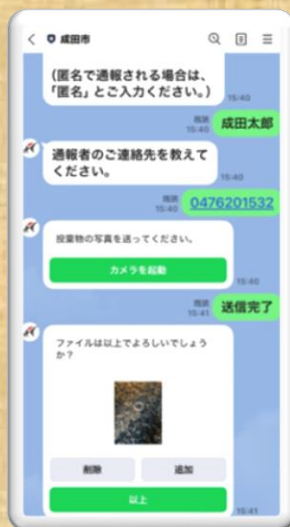 成田市
(匿名で通報される場合は、
「匿名」とご入力ください。)
15:40
既読
15:40
成田太郎
通報者のご連絡先を教えて
ください。
15:40
既読
15:40
0476201532
投棄物の写真を送ってください。
カメラを起動
15:40
既読
15:41
送信完了
ファイルは以上でよろしいでしょう
か?
削除
追加
以上
15:41